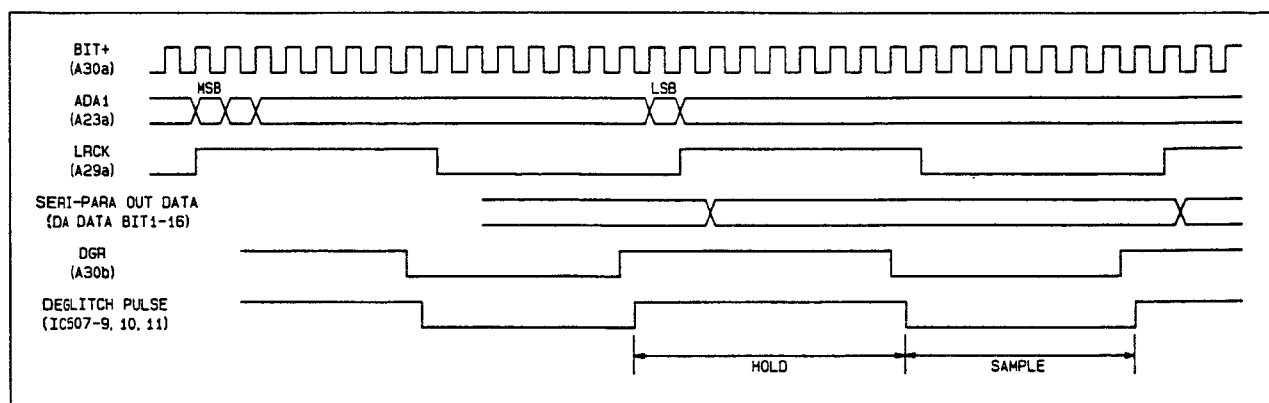 BIT+
(A30a)
MSB
LSB
ADA1
(A23a)
LRCK
(A29a)
SERI-PARA OUT DATA
(DA DATA BIT1-16)
DGR
(A30b)
DEGLITCH PULSE
(IC507-9, 10, 11)
HOLD
SAMPLE